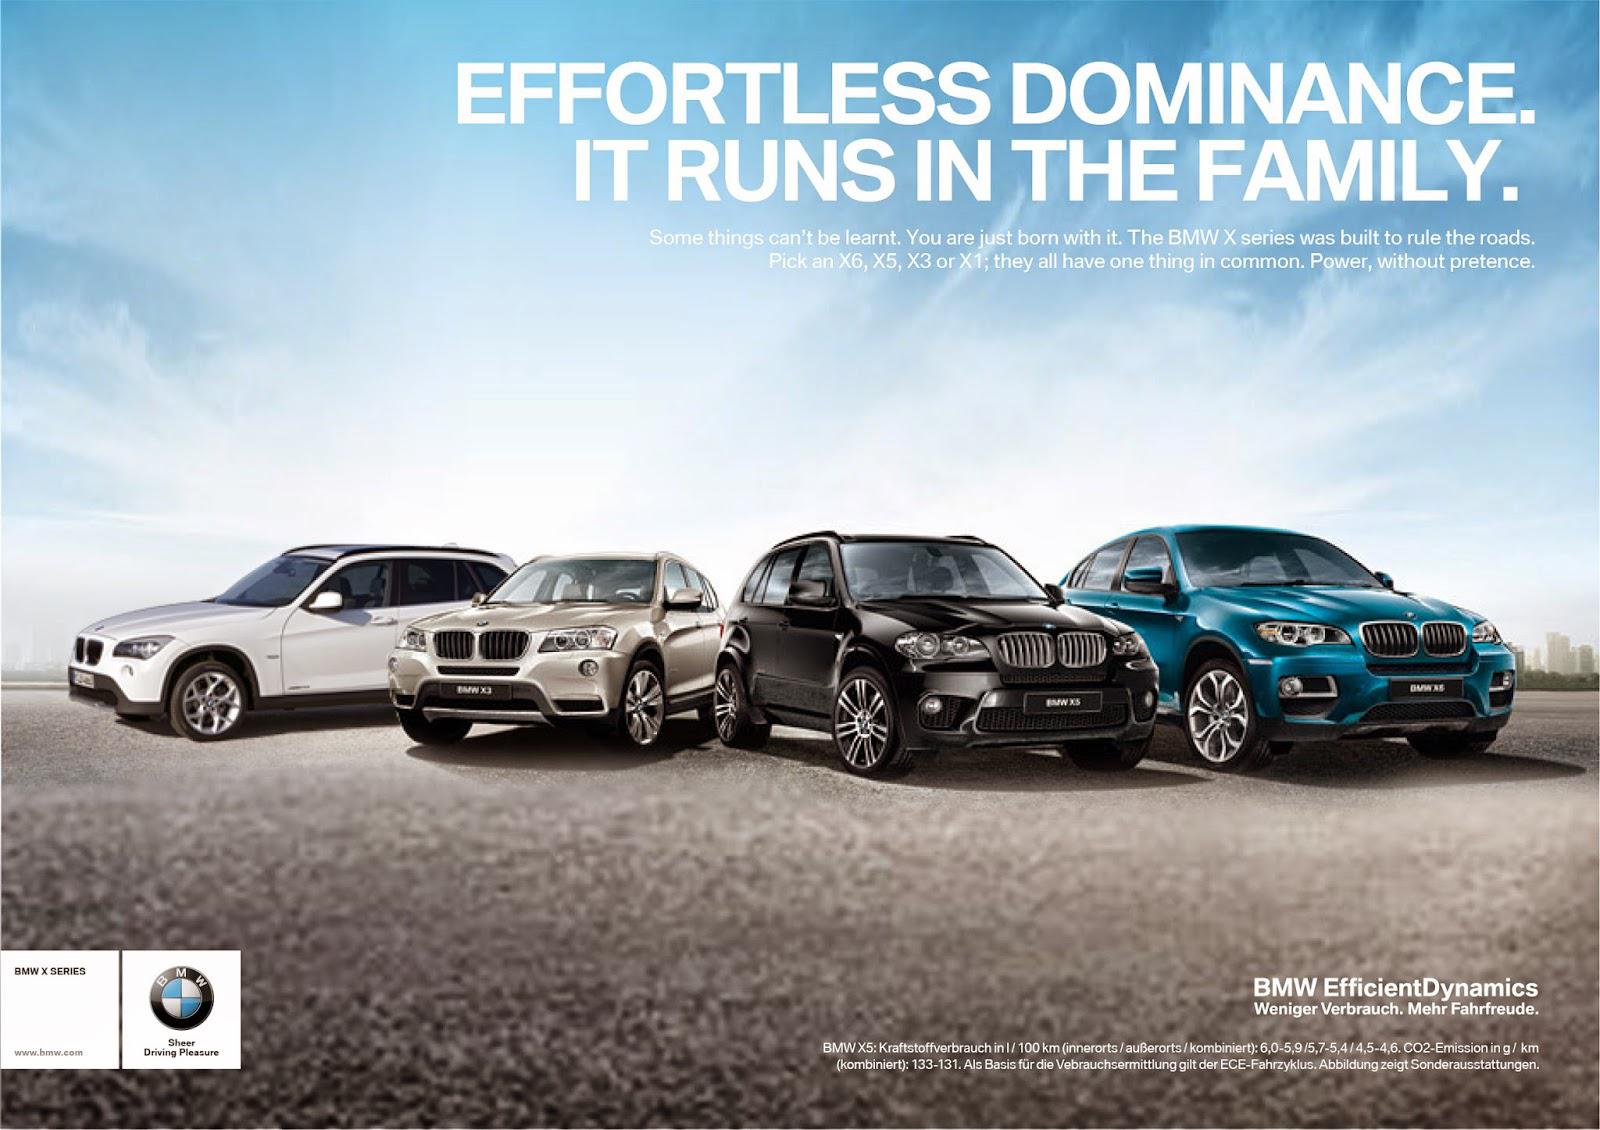 EFFORTLESS DOMINANCE.
IT RUNS IN THE FAMILY.
Some things can't be learnt. You are just born with it. The BMW X series was built to rule the roads.
Pick an X6, X5, X3 or X1; they all have one thing in common. Power, without pretence.
BMW X3
BMW X5
BMW X6
BMW X SERIES
www.bmw.com
BMW
Sheer
Driving Pleasure
BMW EfficientDynamics
Weniger Verbrauch. Mehr Fahrfreude.
BMW X5: Kraftstoffverbrauch in l / 100 km (innerorts / außerorts / kombiniert): 6,0-5,9 /5,7-5,4 / 4,5-4,6. CO2-Emission in g / km
(kombiniert): 133-131. Als Basis für die Vebrauchsermittlung gilt der ECE-Fahrzyklus. Abbildung zeigt Sonderausstattungen.